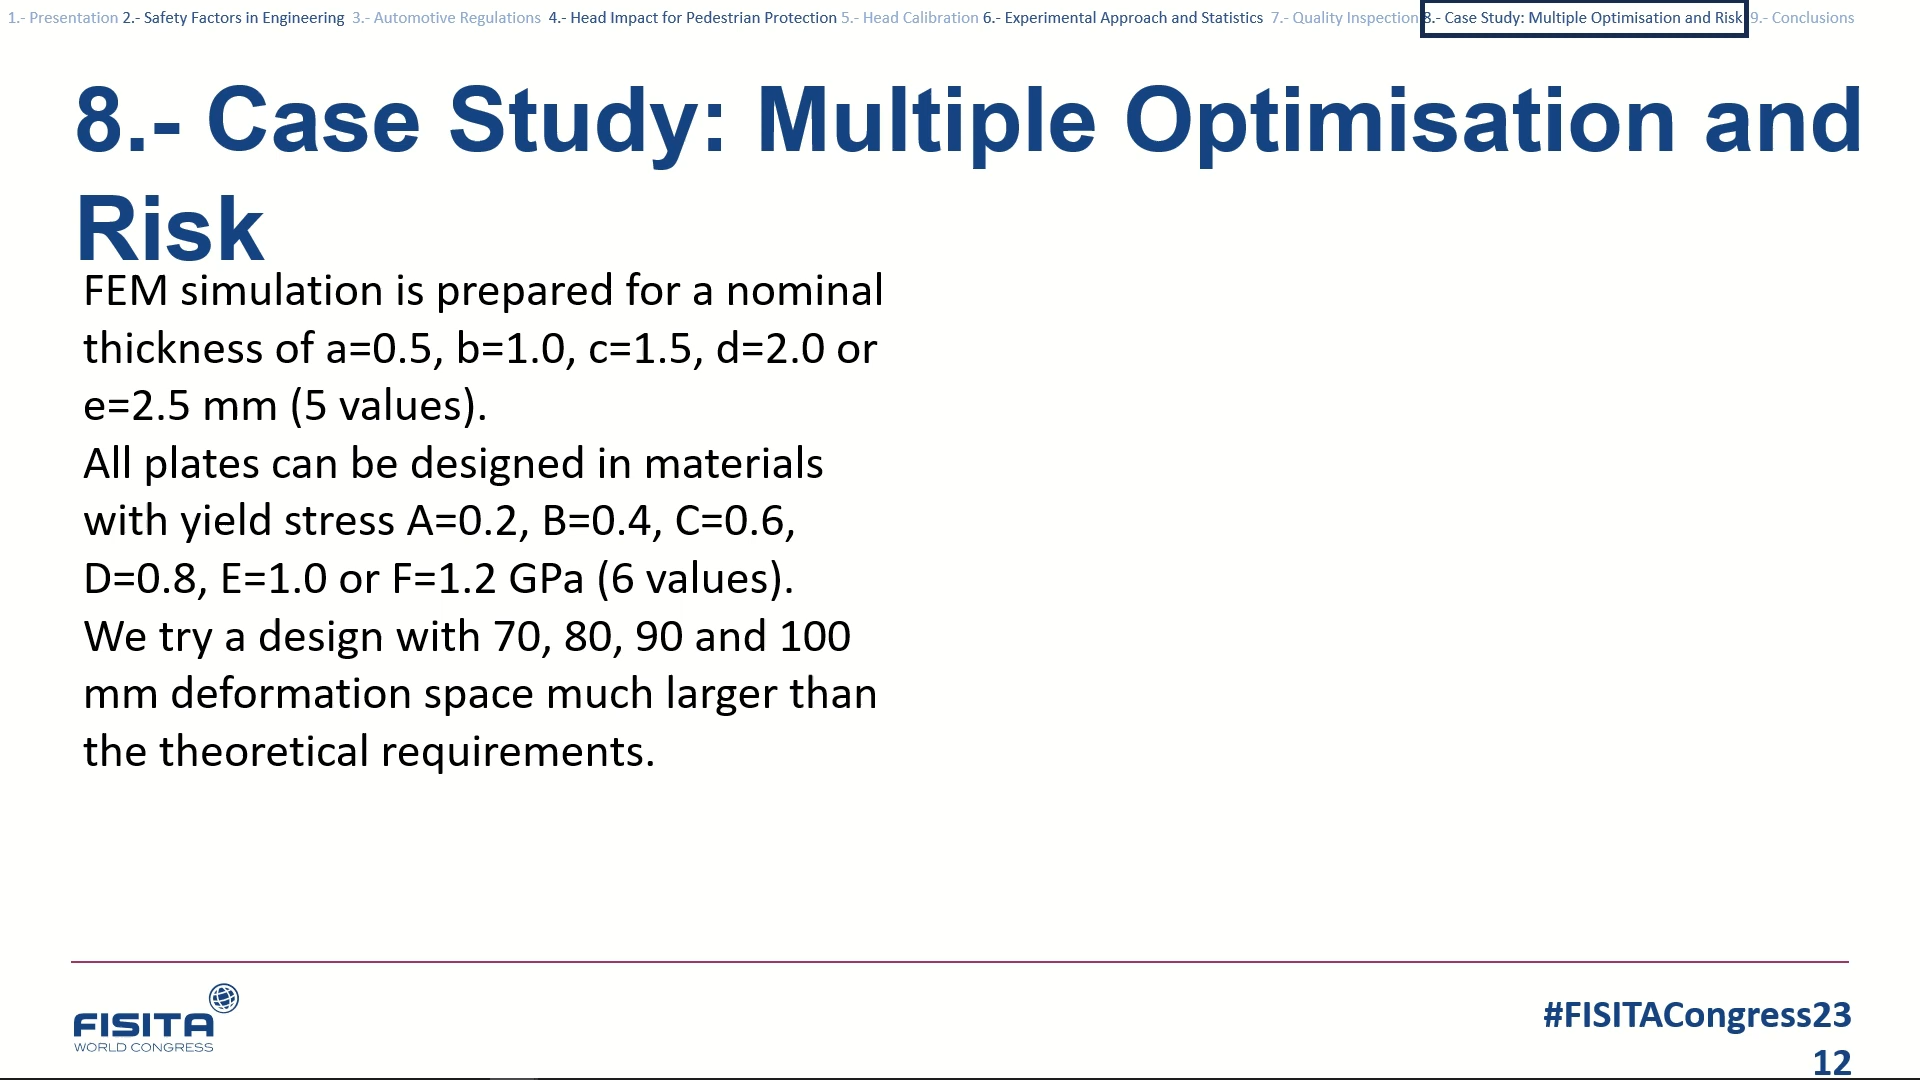 1.- Presentation 2.- Safety Factors in Engineering 3.- Automotive Regulations 4.- Head Impact for Pedestrian Protection 5.- Head Calibration 6.- Experimental Approach and Statistics 7.- Quality Inspection 8.- Case Study: Multiple Optimisation and Risk 9.- Conclusions
8.- Case Study: Multiple Optimisation and
Risk
FEM simulation is prepared for a nominal
thickness of a=0.5, b=1.0, c=1.5, d=2.0 or
e=2.5 mm (5 values).
All plates can be designed in materials
with yield stress A=0.2, B=0.4, C=0.6,
D=0.8, E=1.0 or F=1.2 GPa (6 values).
We try a design with 70, 80, 90 and 100
mm deformation space much larger than
the theoretical requirements.
FISITA
WORLD CONGRESS
#FISITACongress23
12